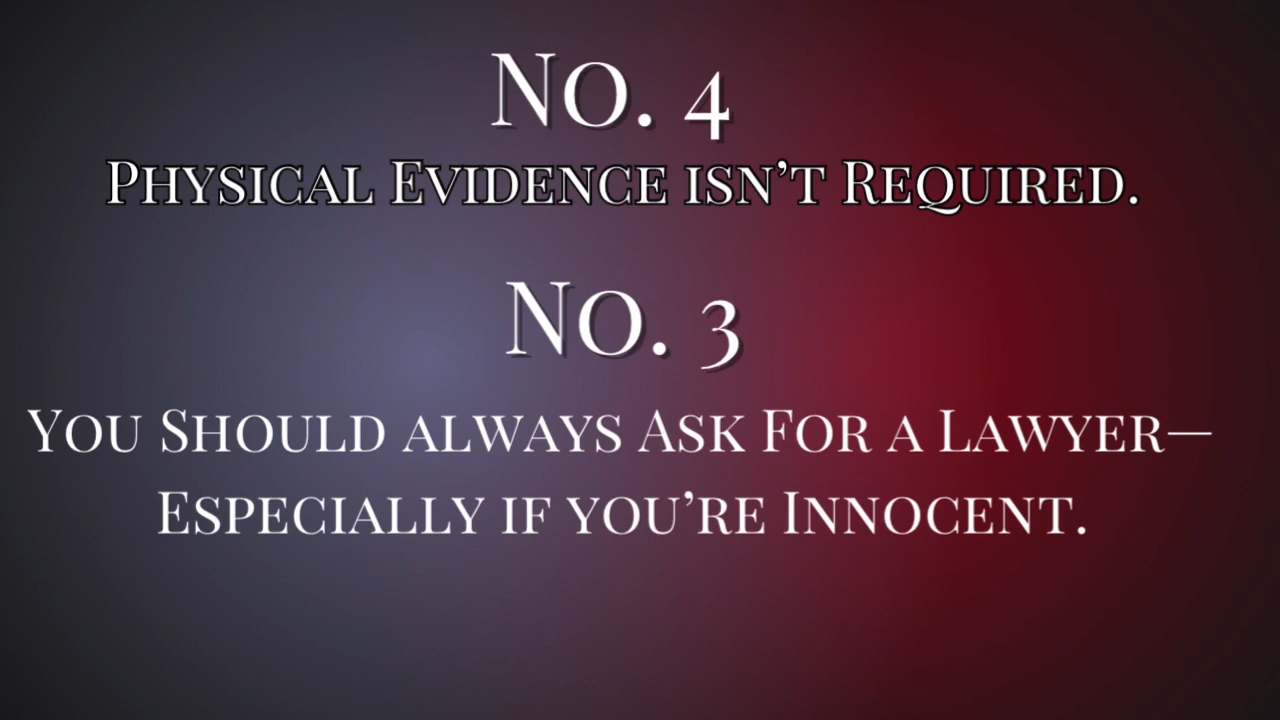 No. 4
Physical Evidence isn’t Required.
No. 3
You Should always Ask For a Lawyer—
Especially if you’re Innocent.